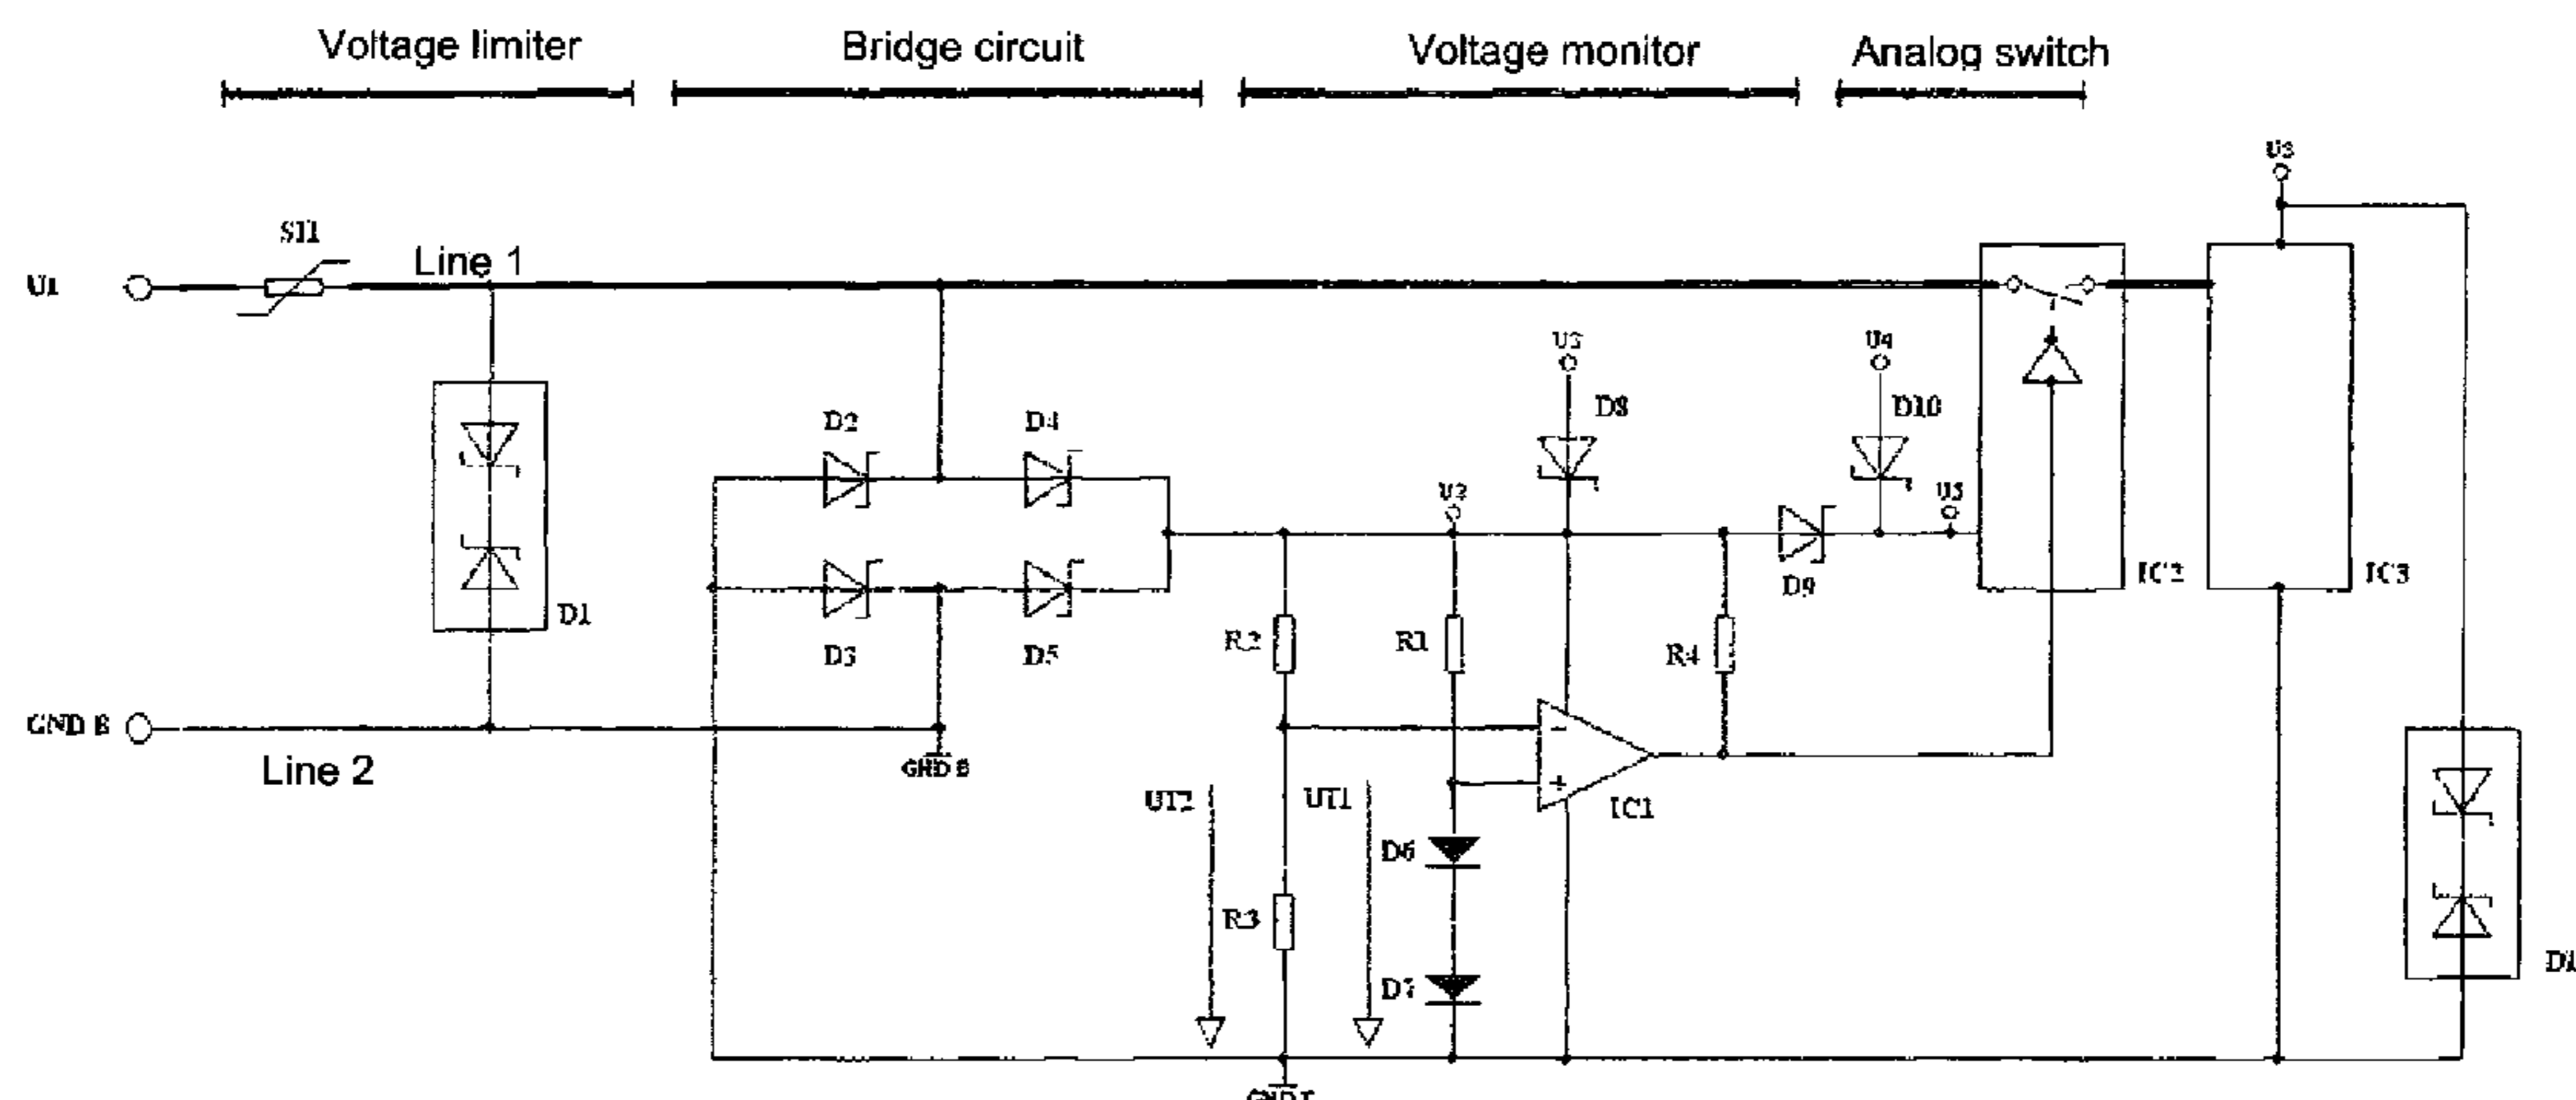 Voltage limiter
Bridge circuit
Voltage monitor
Analog switch
U3
SI1
Line 1
U1
U3
U4
D8
D10
D2
D4
U2
U5
IC2
IC3
D9
D1
R2
R1
R4
D3
D5
GND B
Line 2
GND B
UT2
UT1
IC1
D6
R3
D7
D1